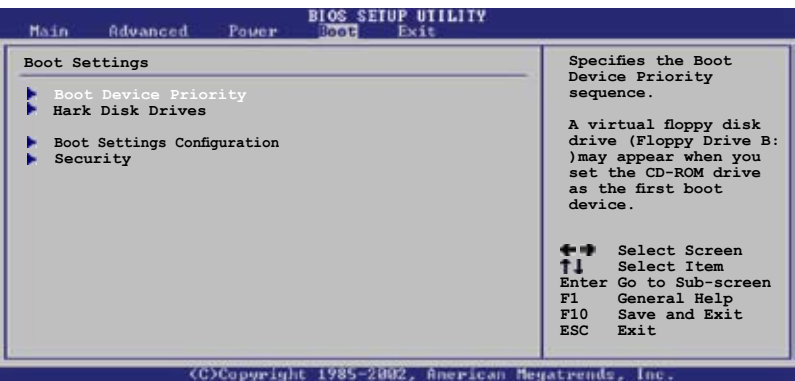 BIOS SETUP UTILITY
Main Advanced Power Boot Exit
Boot Settings
Boot Device Priority
Hark Disk Drives
Boot Settings Configuration
Security
Specifies the Boot
Device Priority
sequence.
A virtual floppy disk
drive (Floppy Drive B:
)may appear when you
set the CD-ROM drive
as the first boot
device.
Select Screen
Select Item
Enter Go to Sub-screen
F1 General Help
F10 Save and Exit
ESC Exit
(C)Copyright 1985-2002, American Megatrends, Inc.